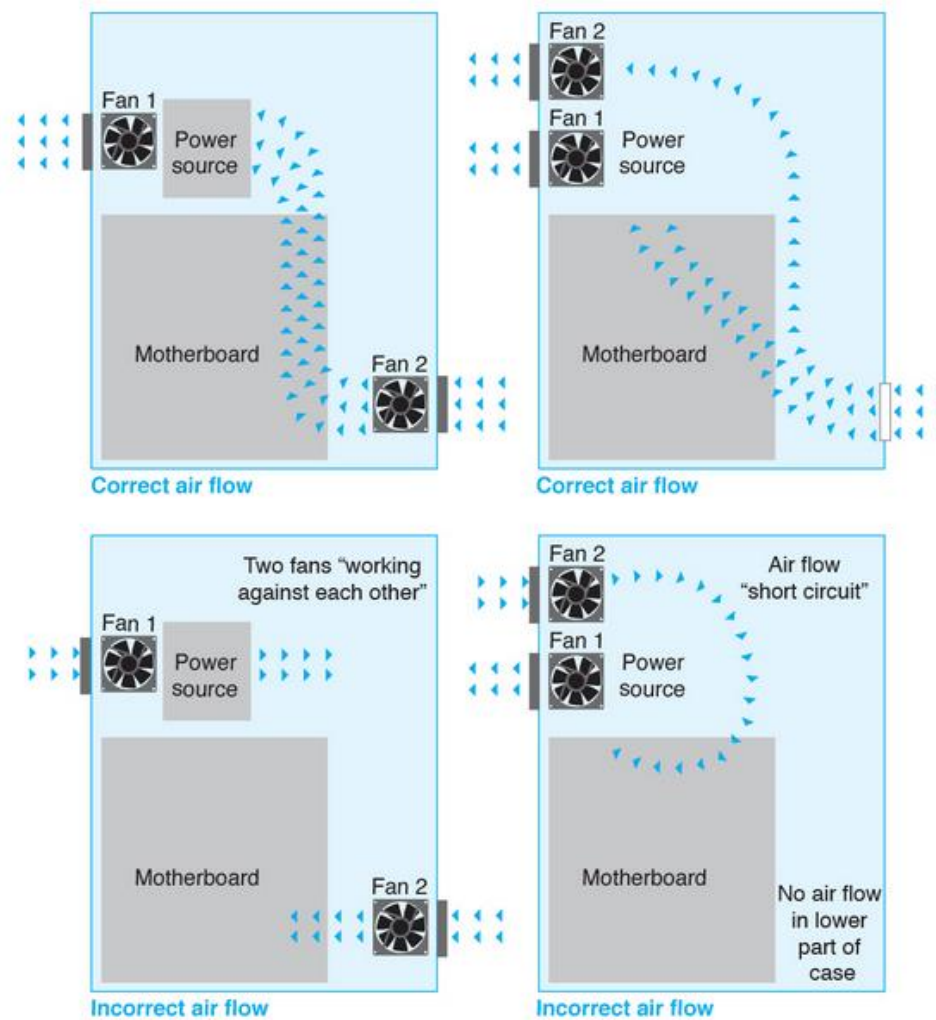 Fan 1
Power
source
Motherboard
Fan 2
Correct air flow
Fan 2
Fan 1
Power
source
Motherboard
Correct air flow
Two fans “working
against each other”
Fan 1
Power
source
Motherboard
Fan 2
Incorrect air flow
Fan 2
Air flow
“short circuit”
Fan 1
Power
source
Motherboard
No air flow
in lower
part of
case
Incorrect air flow